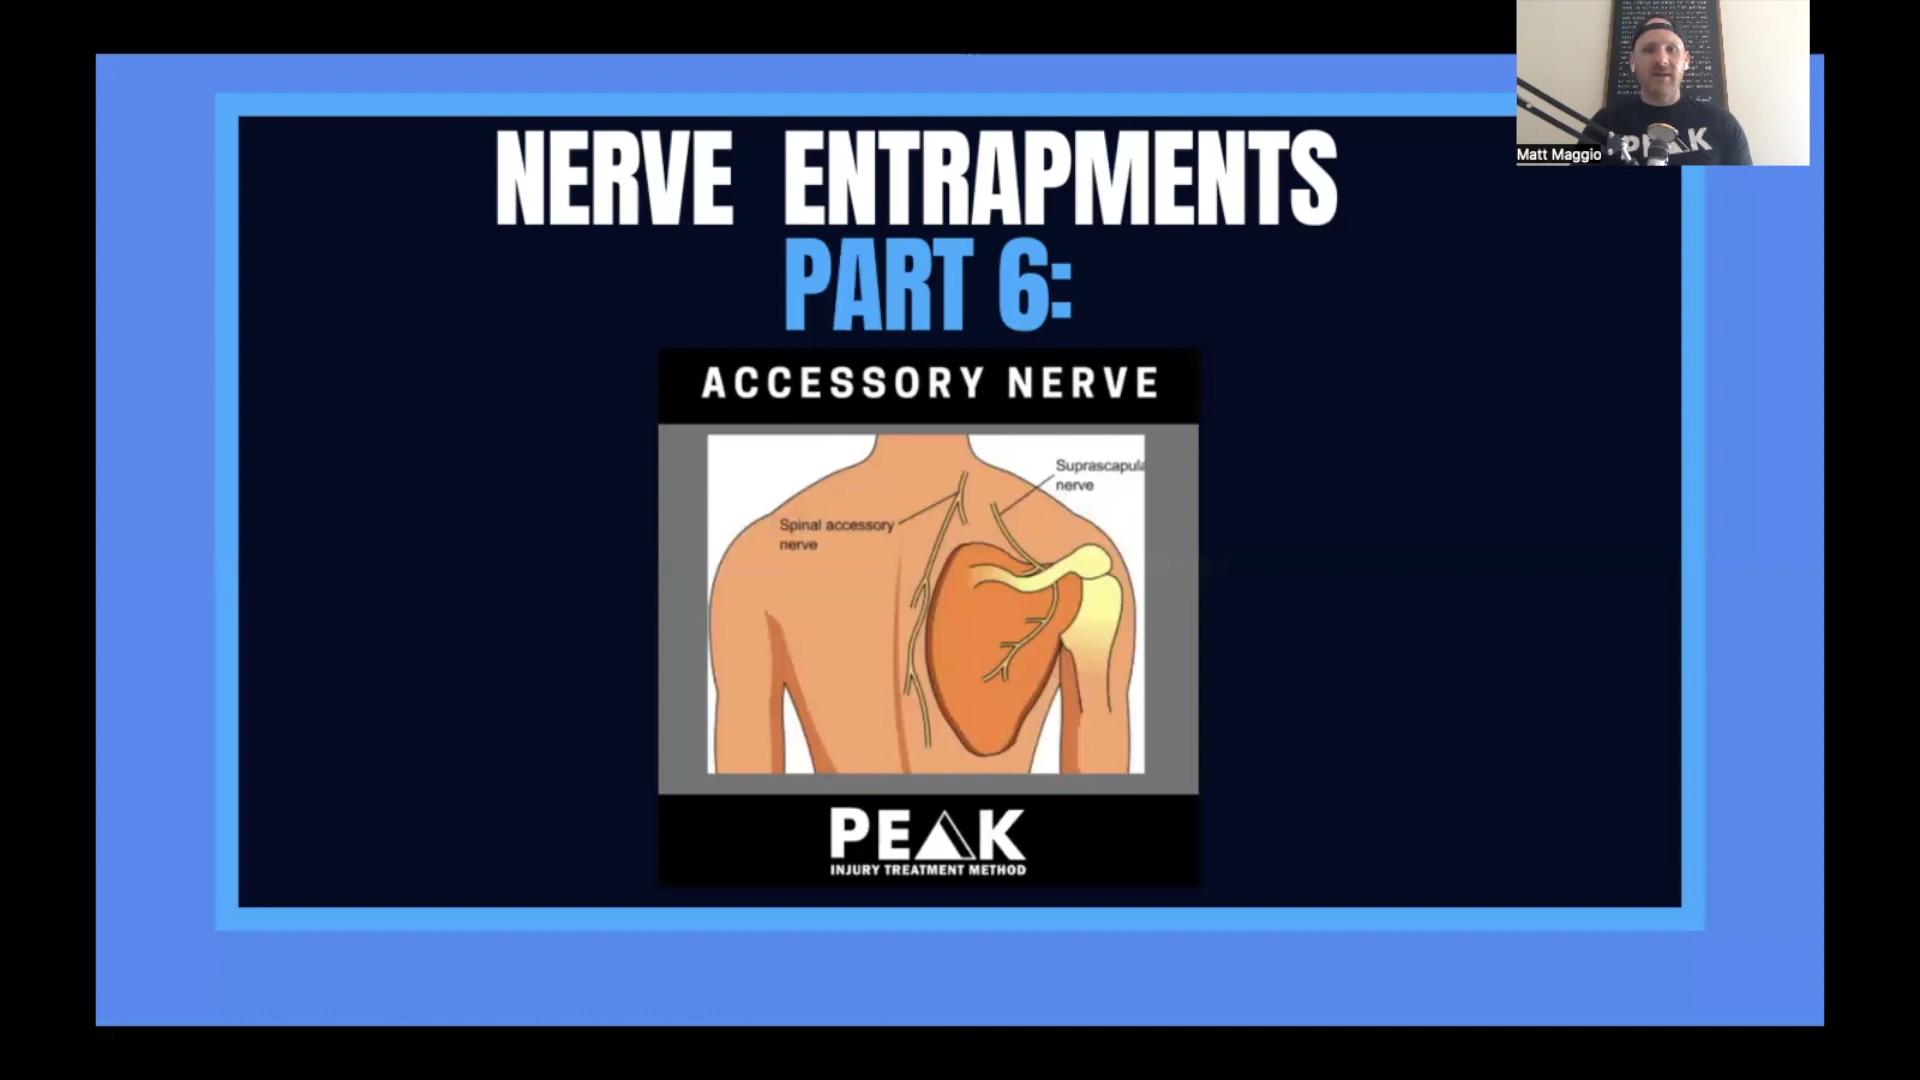 NERVE ENTRAPMENTS
PART 6:
ACCESSORY NERVE
Suprascapula
nerve
Spinal accessory
nerve
PEAK
INJURY TREATMENT METHOD
Matt Maggio
PEAK